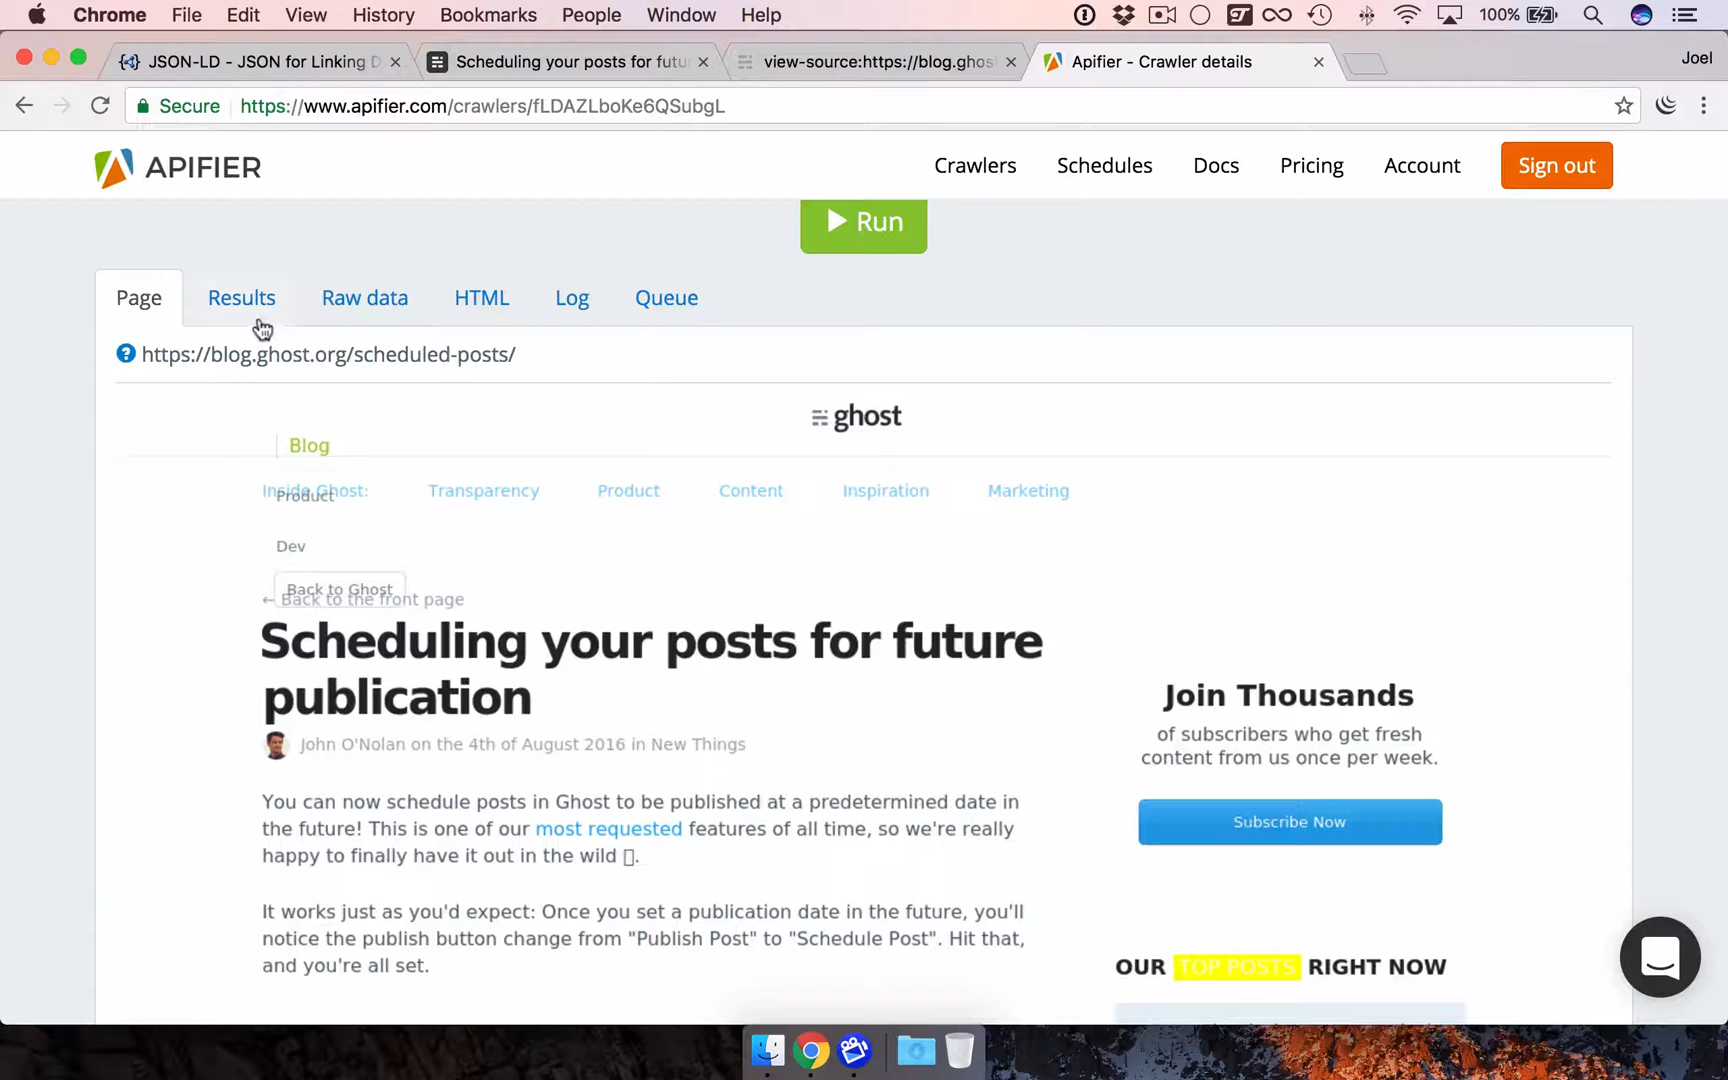 Chrome File Edit View History Bookmarks People Window Help 100%
JSON-LD - JSON for Linking D Scheduling your posts for futu view-source:https://blog.ghos Apifier - Crawler details Joel
Secure https://www.apifier.com/crawlers/fLDAZLboKe6QSubgL
APIFIER Crawlers Schedules Docs Pricing Account Sign out
Run
Page Results Raw data HTML Log Queue
? https://blog.ghost.org/scheduled-posts/
ghost
Blog
Inside Ghost: Transparency Product Content Inspiration Marketing
Product
Dev
Back to Ghost
← Back to the front page
Scheduling your posts for future
publication
John O'Nolan on the 4th of August 2016 in New Things
You can now schedule posts in Ghost to be published at a predetermined date in
the future! This is one of our most requested features of all time, so we're really
happy to finally have it out in the wild
It works just as you'd expect: Once you set a publication date in the future, you'll
notice the publish button change from "Publish Post" to "Schedule Post". Hit that,
and you're all set.
Join Thousands
of subscribers who get fresh
content from us once per week.
Subscribe Now
OUR TOP POSTS RIGHT NOW